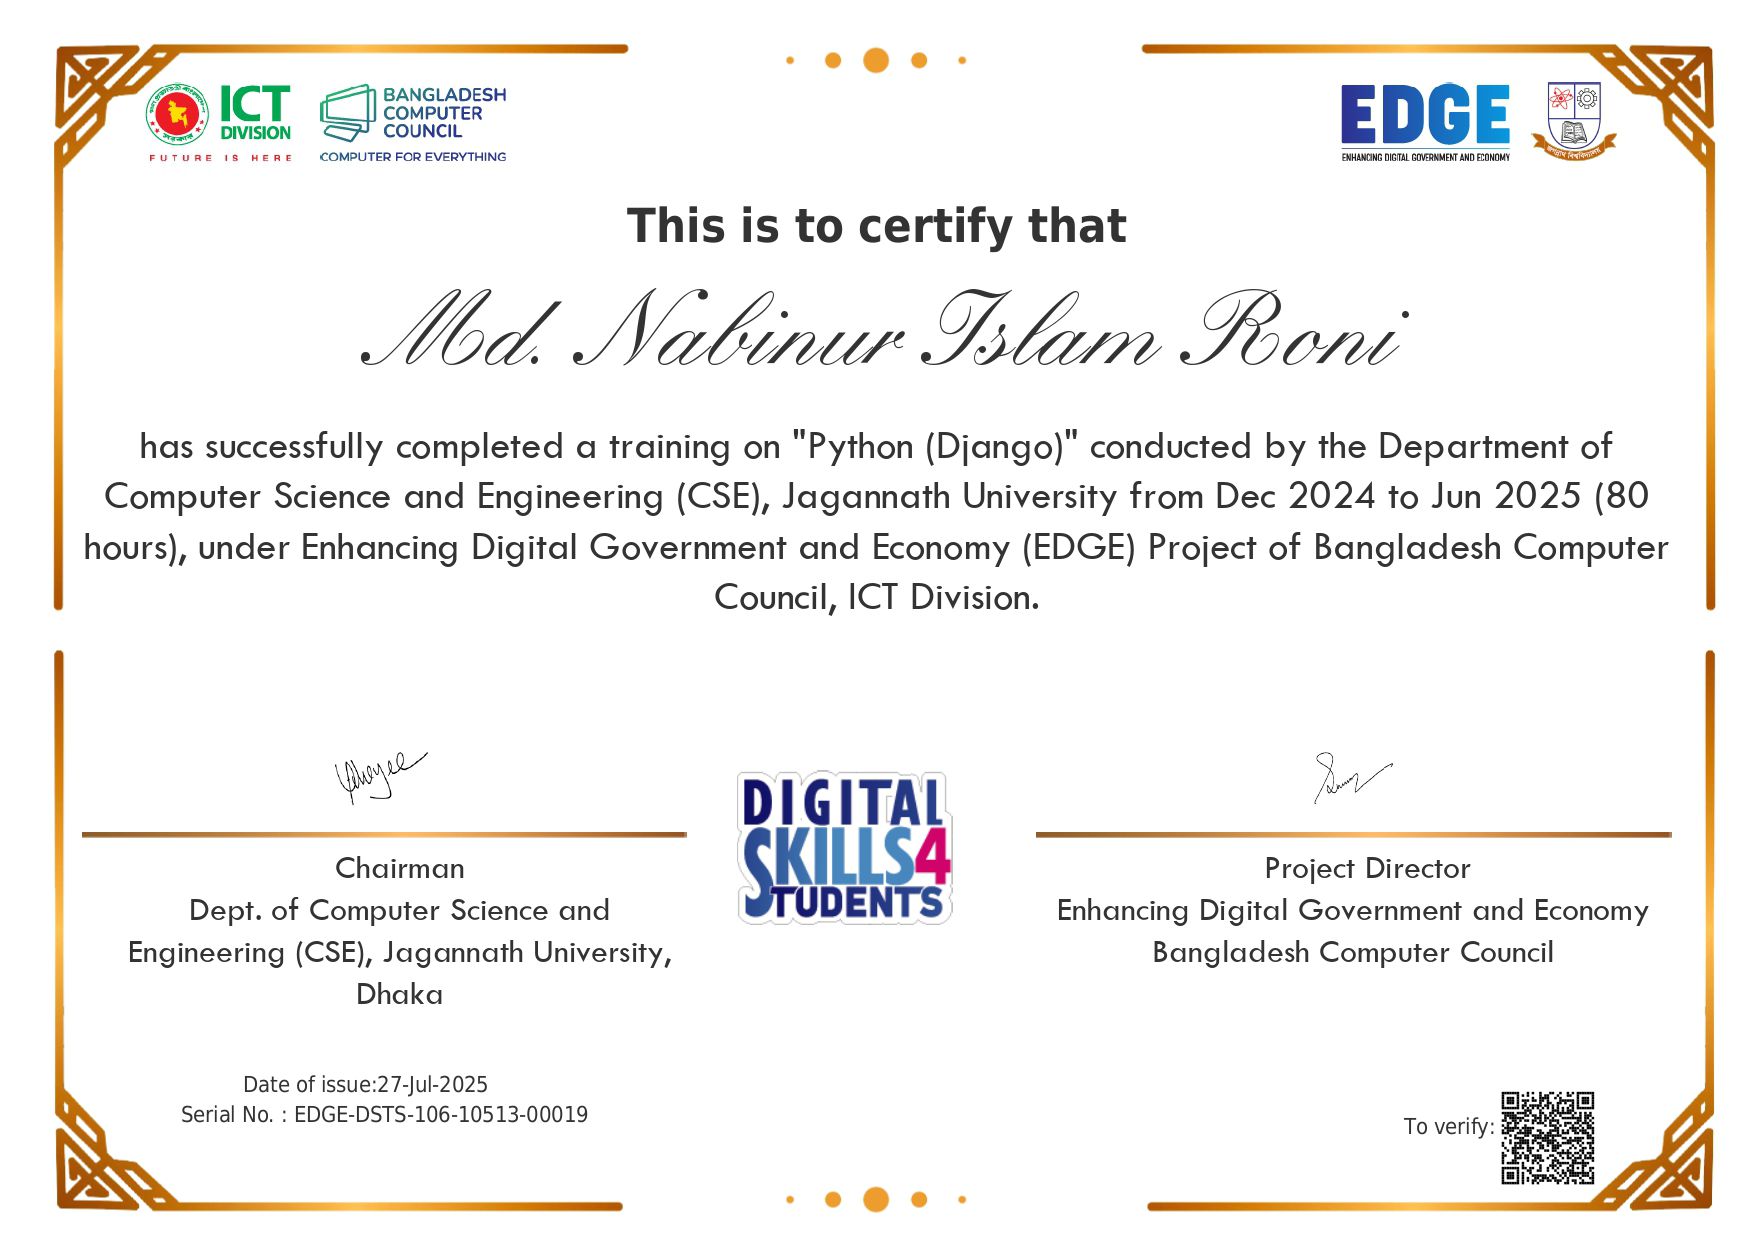 ICT
DIVISION
FUTURE IS HERE
BANGLADESH
COMPUTER
COUNCIL
COMPUTER FOR EVERYTHING
EDGE
ENHANCING DIGITAL GOVERNMENT AND ECONOMY
This is to certify that
Md. Nabinur Islam Roni
has successfully completed a training on "Python (Django)" conducted by the Department of
Computer Science and Engineering (CSE), Jagannath University from Dec 2024 to Jun 2025 (80
hours), under Enhancing Digital Government and Economy (EDGE) Project of Bangladesh Computer
Council, ICT Division.
DIGITAL
SKILLS4
STUDENTS
Chairman
Dept. of Computer Science and
Engineering (CSE), Jagannath University,
Dhaka
Project Director
Enhancing Digital Government and Economy
Bangladesh Computer Council
Date of issue:27-Jul-2025
Serial No. : EDGE-DSTS-106-10513-00019
To verify: